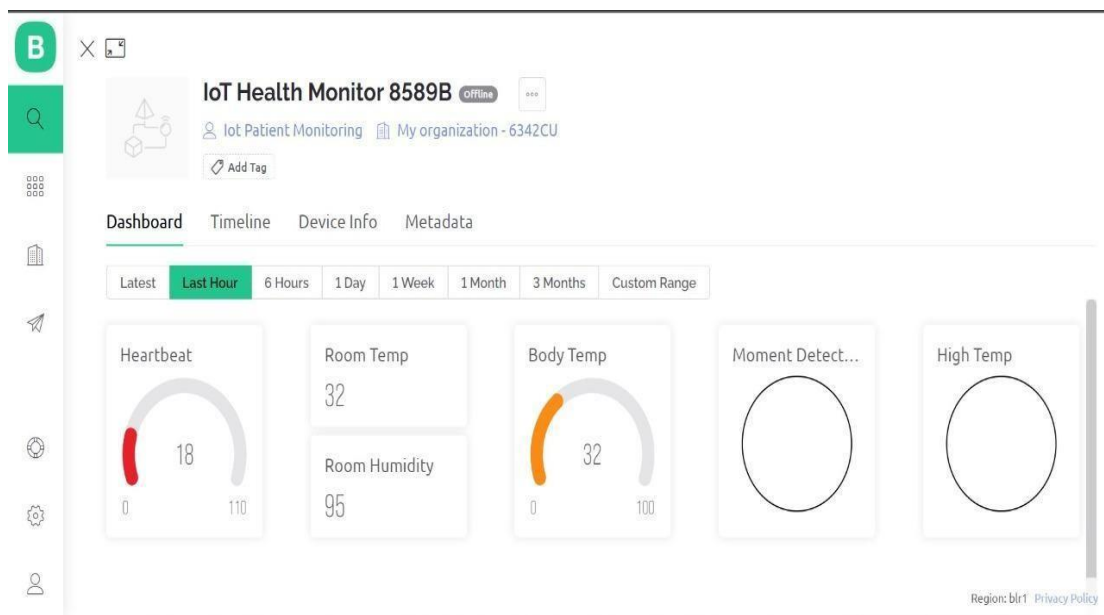 B
IoT Health Monitor 8589B Offline
Iot Patient Monitoring My organization - 6342CU
Add Tag
Dashboard Timeline Device Info Metadata
Latest Last Hour 6 Hours 1 Day 1 Week 1 Month 3 Months Custom Range
Heartbeat
18
0 110
Room Temp
32
Room Humidity
95
Body Temp
32
0 100
Moment Detect...
High Temp
Region: blr1 Privacy Policy